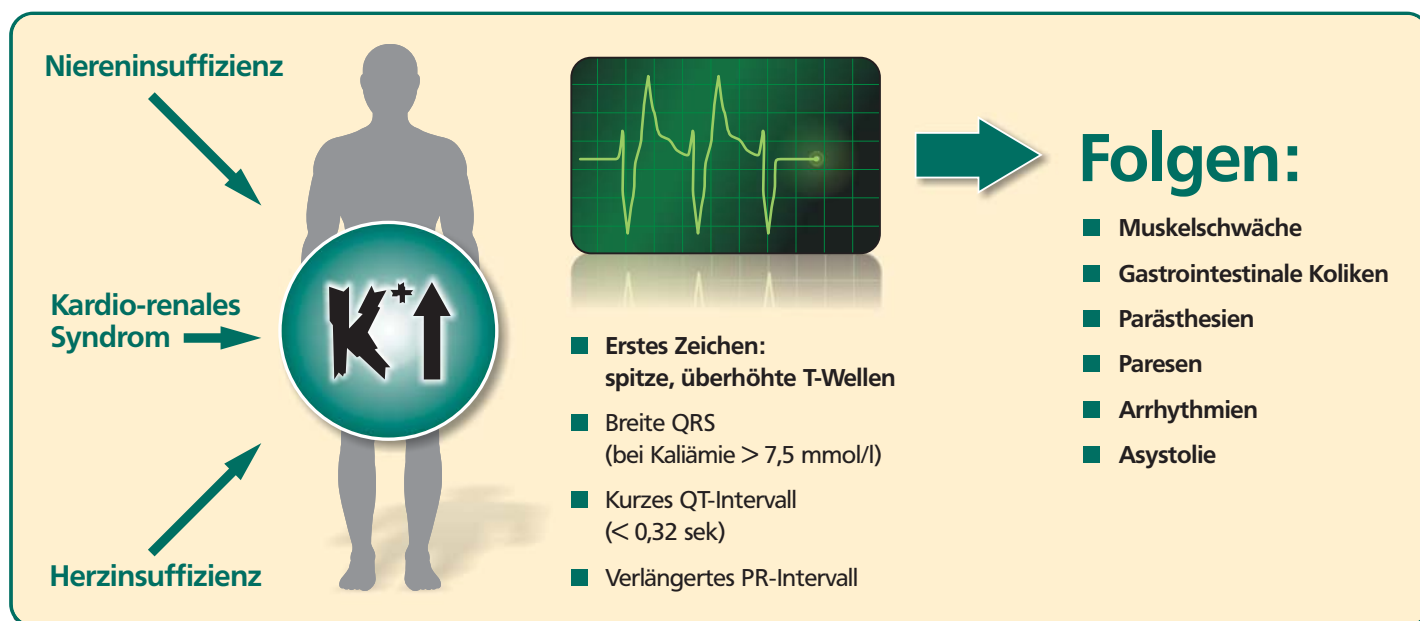 Niereninsuffizienz
Kardio-renales
Syndrom
Herzinsuffizienz
K+
Erstes Zeichen:
spitze, überhöhte T-Wellen
Breite QRS
(bei Kaliämie > 7,5 mmol/l)
Kurzes QT-Intervall
(< 0,32 sek)
Verlängertes PR-Intervall
Folgen:
Muskelschwäche
Gastrointestinale Koliken
Parästhesien
Paresen
Arrhythmien
Asystolie